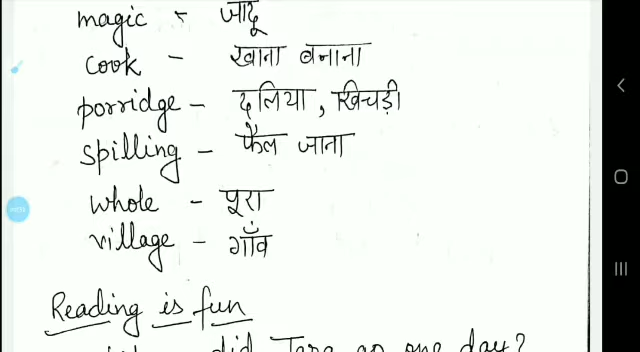 magic - जादू
cook - खाना बनाना
porridge - दलिया, खिचड़ी
spilling - फैल जाना
whole - पूरा
village - गाँव
Reading is fun
did Tara go one day?